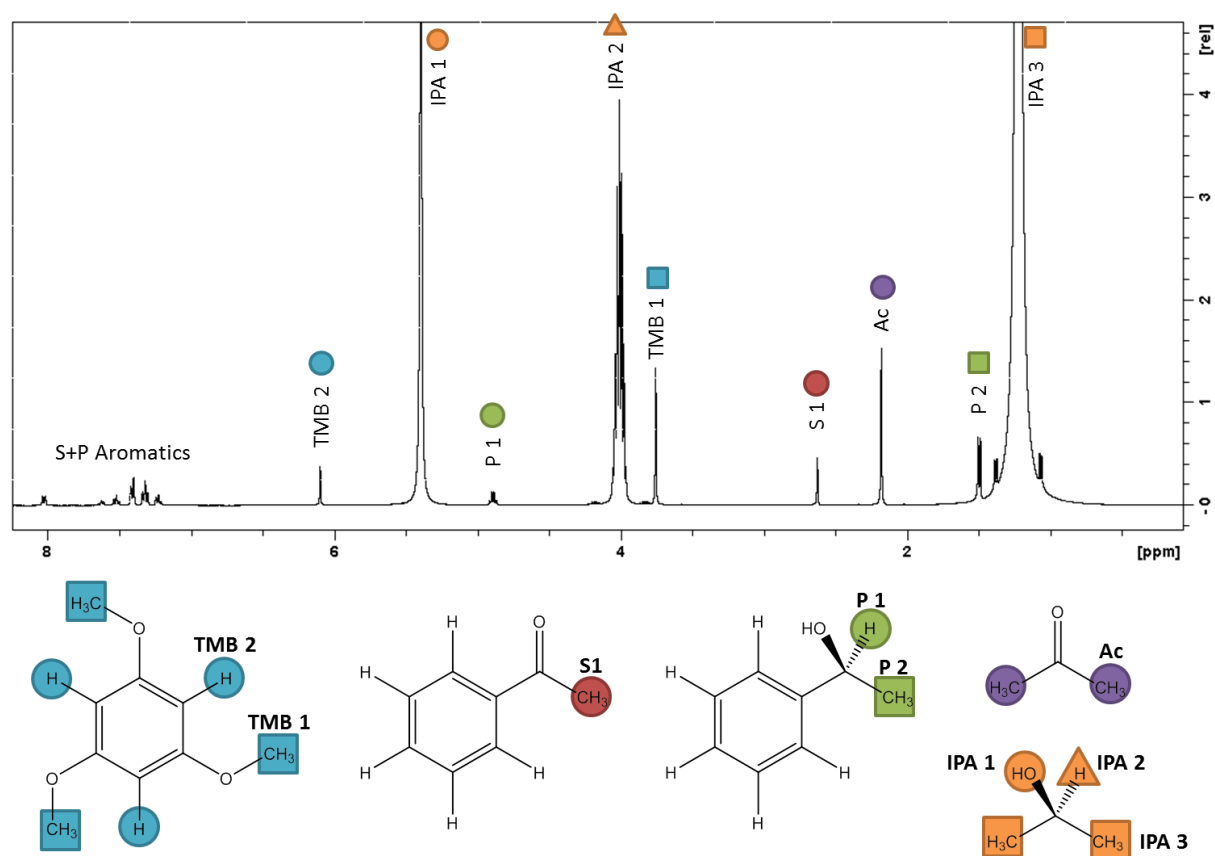 [rel]
IPA 1
IPA 2
IPA 3
4
3
TMB 1
Ac
2
TMB 2
P 1
S 1
P 2
1
S+P Aromatics
0
8
6
4
2
[ppm]
H₃C
O
TMB 2
H
H
TMB 1
CH₃
O
O
CH₃
H
H
O
H
S1
CH₃
H
H
H
P 1
HO
H
H
H
P 2
CH₃
H
H
H
O
Ac
H₃C
CH₃
IPA 1
HO
H
IPA 2
H₃C
CH₃
IPA 3